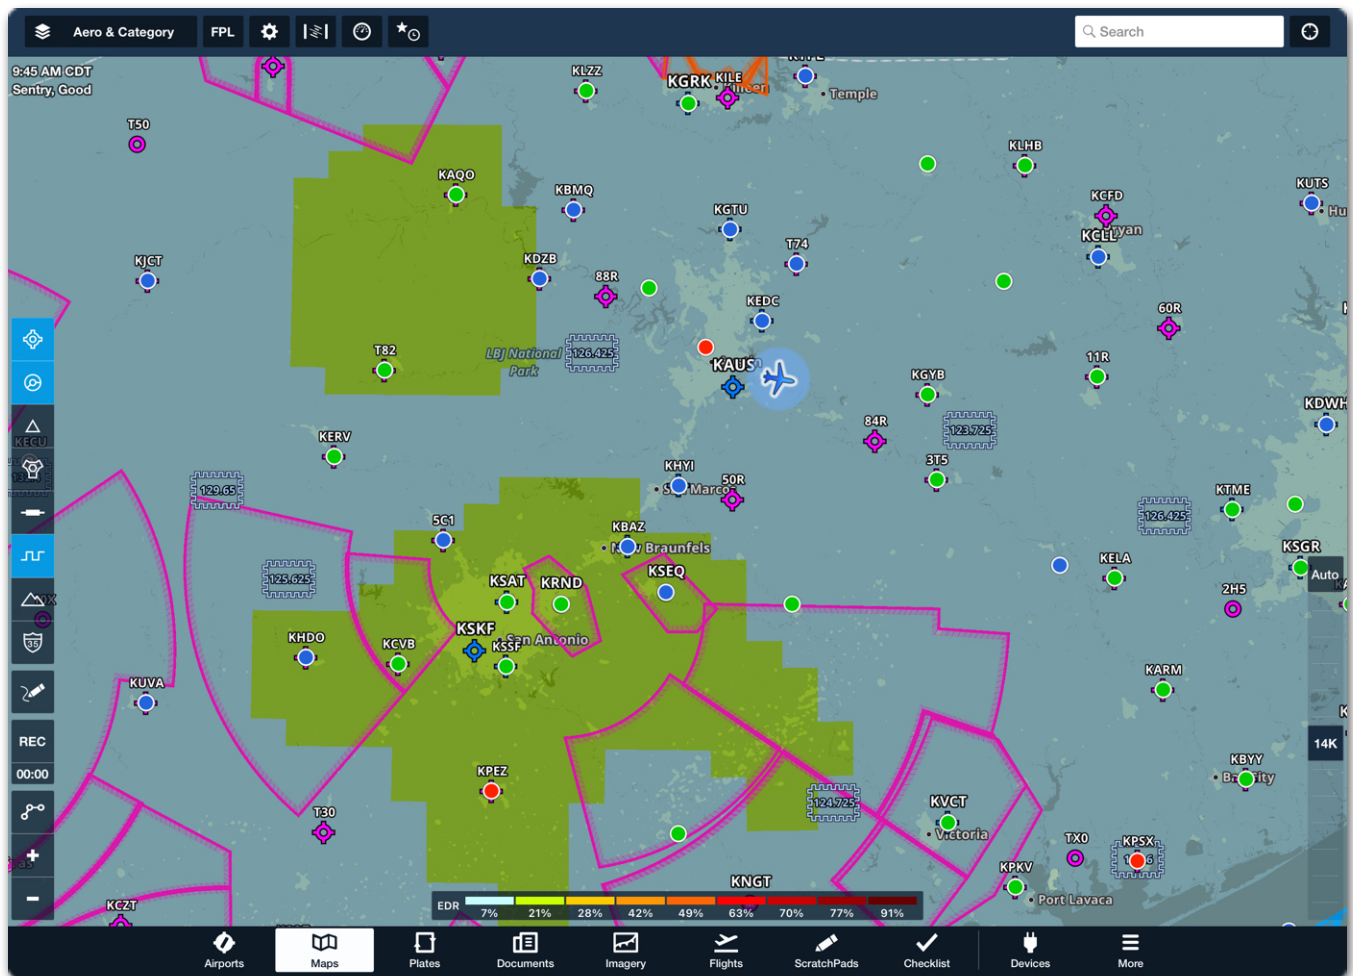 Aero & Category
FPL
Search
9:45 AM CDT
Sentry, Good
KLZZ
KGRK
KILE
Temple
T50
KLHB
KAQO
KBMQ
KCFD
KUTS
KGTU
KCLL
T74
KJCT
KDZB
88R
KEDC
60R
T82
LBJ National
Park
126.425
KAUS
KGYB
11R
KDWH
84R
123.725
KERV
KECU
3T5
KHYI
San Marcos
50R
129.65
KTME
126.425
5C1
KBAZ
New Braunfels
KSGR
125.625
KSAT
KRND
KSEQ
KELA
Auto
2H5
KHDO
KSKF
San Antonio
KCVB
KSSF
35
KUVA
KARM
REC
14K
00:00
KPEZ
KBYY
Bay City
T30
124.725
KVCT
Victoria
TX0
KPSX
KPKV
KNGT
Port Lavaca
KCZT
EDR
7%
21%
28%
42%
49%
63%
70%
77%
91%
Airports
Maps
Plates
Documents
Imagery
Flights
ScratchPads
Checklist
Devices
More